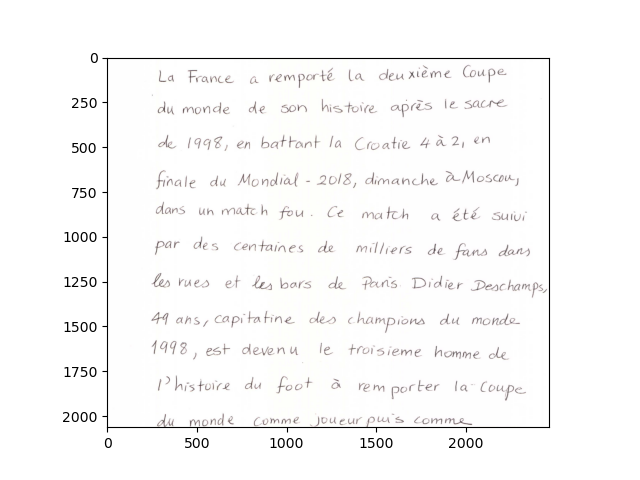 La France a remporté la deuxième Coupe
du monde de son histoire après le sacre
de 1998, en battant la Croatie 4 à 2, en
finale du Mondial - 2018, dimanche à Moscou,
dans un match fou. Ce match a été suivi
par des centaines de milliers de fans dans
les rues et les bars de Paris. Didier Deschamps,
49 ans, capitatine des champions du monde
1998, est devenu le troisieme homme de
l'histoire du foot à remporter la Coupe
du monde comme joueur puis comme
0
250
500
750
1000
1250
1500
1750
2000
0 500 1000 1500 2000